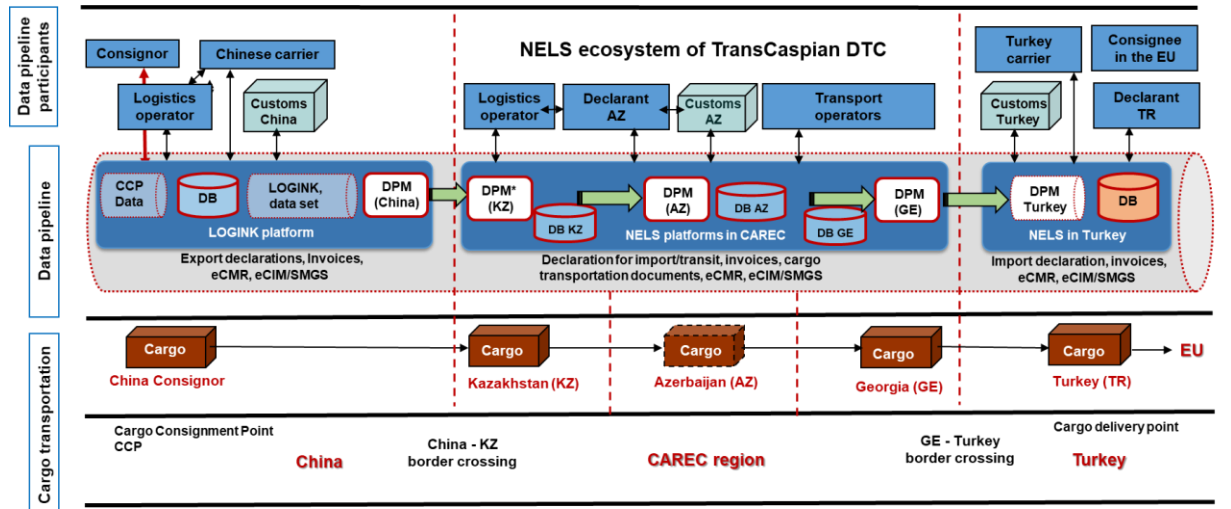 Data pipeline
participants
Consignor
Chinese carrier
Logistics
operator
Customs
China
NELS ecosystem of TransCaspian DTC
Logistics
operator
Declarant
AZ
Customs
AZ
Transport
operators
Turkey
carrier
Consignee
in the EU
Customs
Turkey
Declarant
TR
Data pipeline
CCP
Data
DB
LOGINK,
data set
DPM
(China)
LOGINK platform
DPM*
(KZ)
DB KZ
DPM
(AZ)
DB AZ
DB GE
DPM
(GE)
NELS platforms in CAREC
DPM
Turkey
DB
NELS in Turkey
Export declarations, Invoices,
eCMR, eCIM/SMGS
Declaration for import/transit, invoices, cargo
transportation documents, eCMR, eCIM/SMGS
Import declaration, invoices,
eCMR, eCIM/SMGS
Cargo transportation
Cargo
Cargo
Cargo
Cargo
Cargo
EU
China Consignor
Kazakhstan (KZ)
Azerbaijan (AZ)
Georgia (GE)
Turkey (TR)
Cargo Consignment Point
CCP
China
China - KZ
border crossing
CAREC region
GE - Turkey
border crossing
Cargo delivery point
Turkey